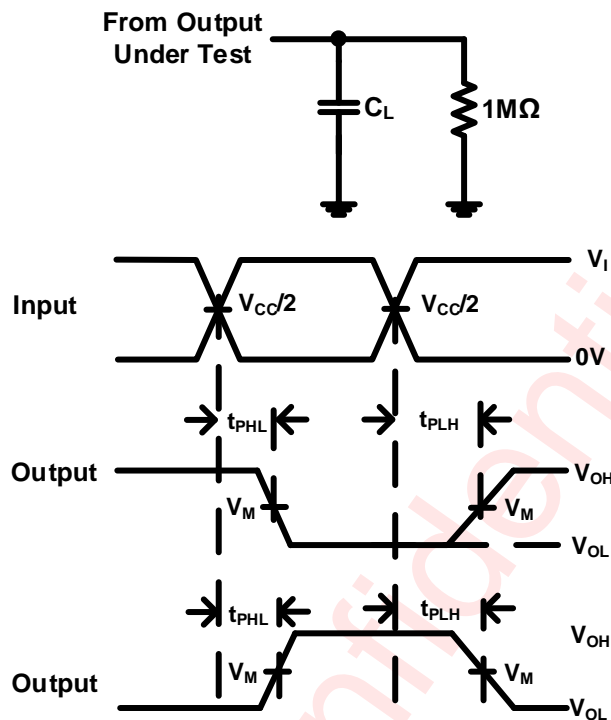 From Output
Under Test
CL
1MΩ
VI
Input
VCC/2
VCC/2
0V
tPHL
tPLH
Output
VOH
VM
VM
VOL
tPHL
tPLH
VOH
VM
VM
Output
VOL
nfidenti